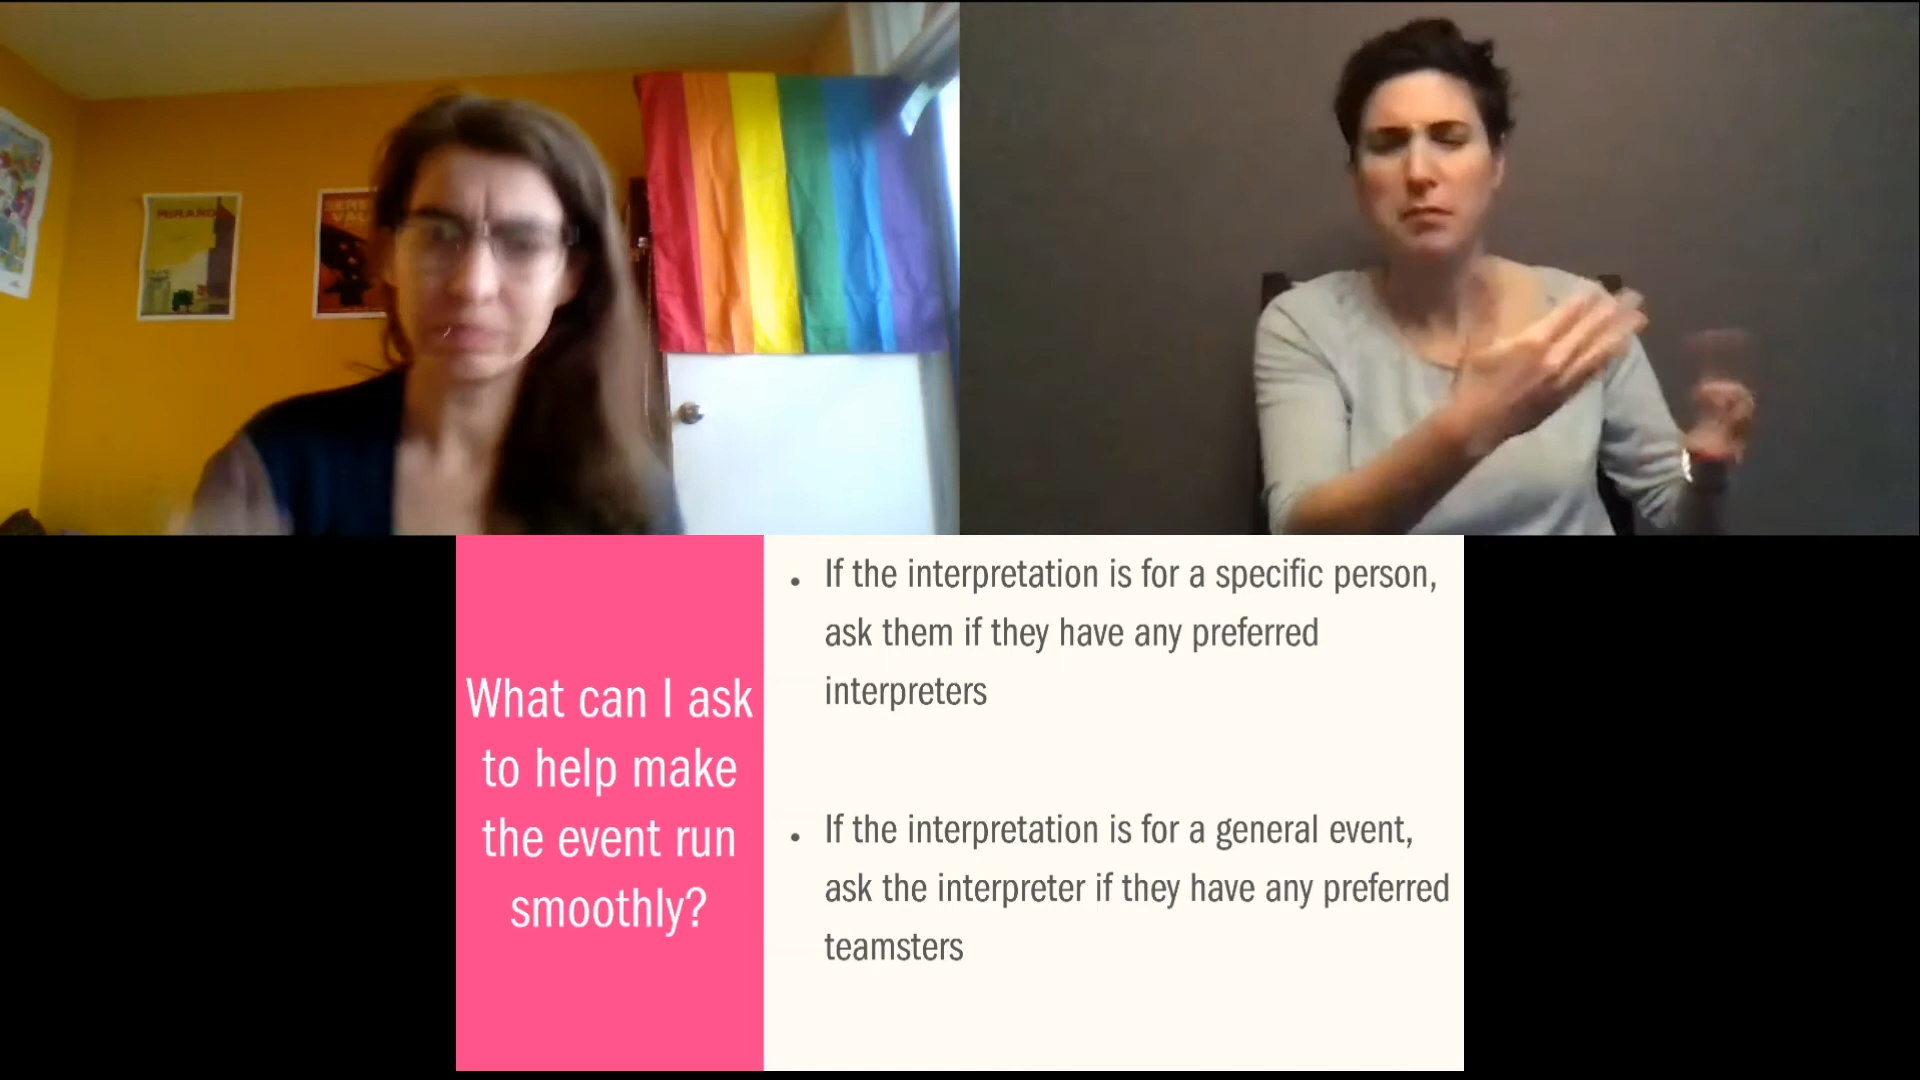 MIRARO
What can I ask
to help make
the event run
smoothly?
If the interpretation is for a specific person,
ask them if they have any preferred
interpreters
If the interpretation is for a general event,
ask the interpreter if they have any preferred
teamsters